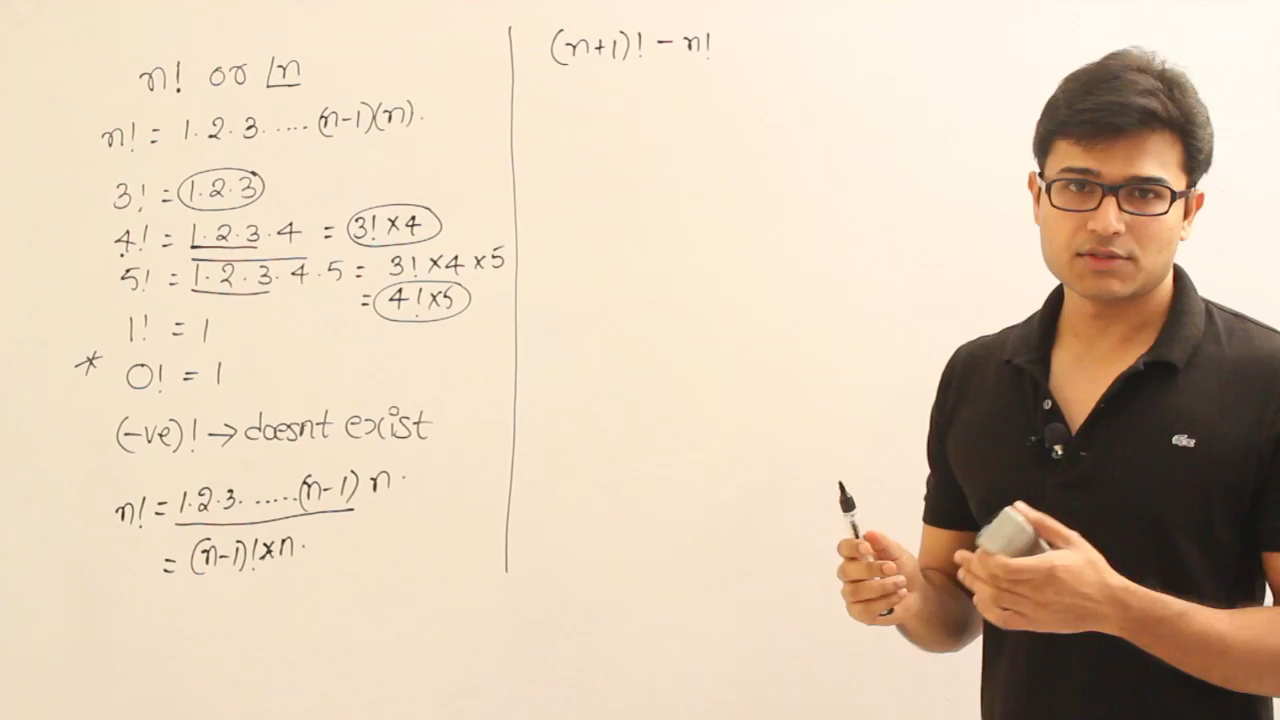 n! or |n
n! = 1.2.3.....(n-1)(n).
3! = 1.2.3
4! = 1.2.3.4 = 3! x 4
5! = 1.2.3.4.5 = 3! x 4 x 5
= 4! x 5
1! = 1
* 0! = 1
(-ve)! → doesnt exist
n! = 1.2.3. .....(n-1) n.
= (n-1)! x n.
(n+1)! - n!